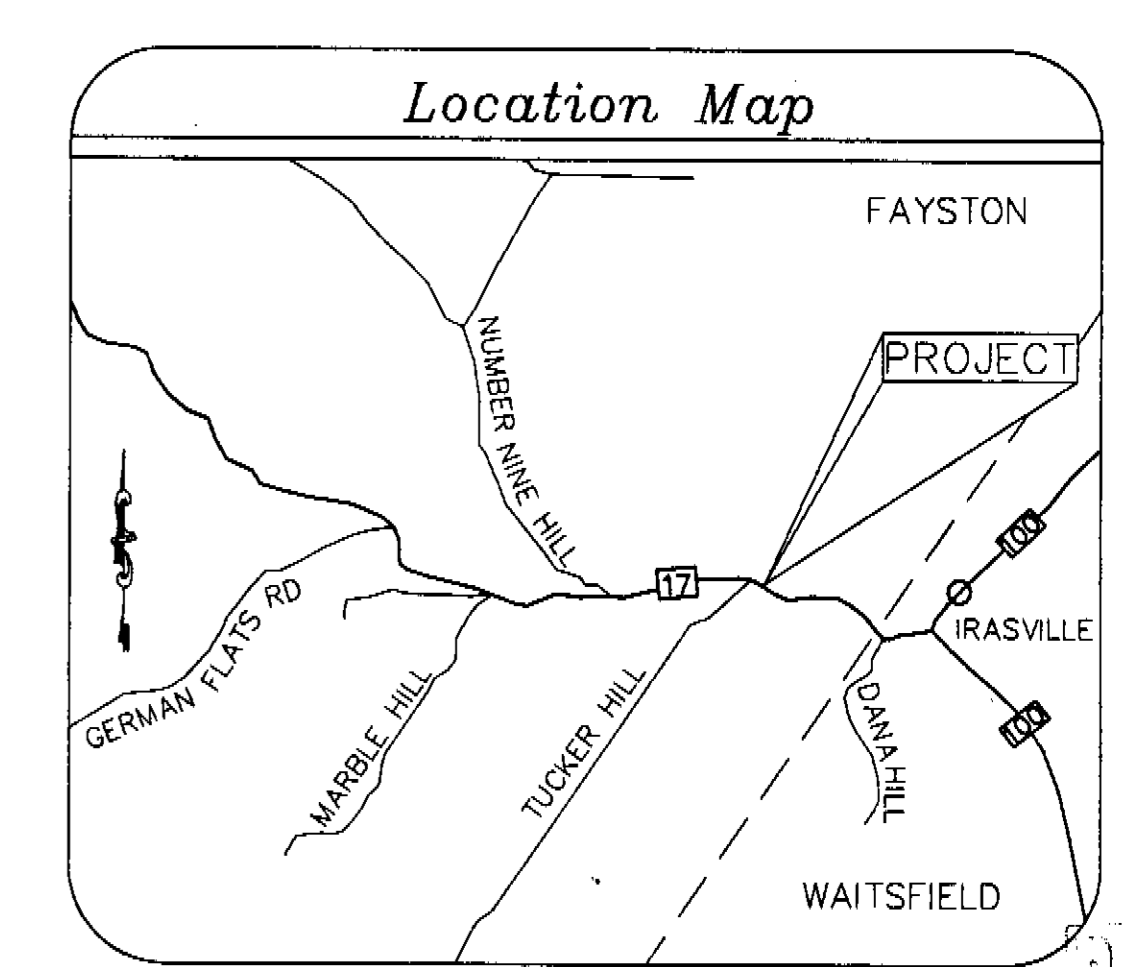 Location Map
FAYSTON
NUMBER NINE HILL
PROJECT
100
17
IRASVILLE
GERMAN FLATS RD
MARBLE HILL
TUCKER HILL
DANA HILL
100
WAITSFIELD